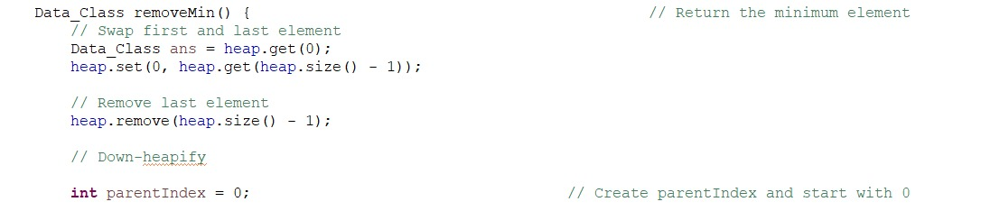 Data_Class removeMin() { // Return the minimum element
// Swap first and last element
Data_Class ans = heap.get(0);
heap.set(0, heap.get(heap.size() - 1));
// Remove last element
heap.remove(heap.size() - 1);
// Down-heapify
int parentIndex = 0; // Create parentIndex and start with 0